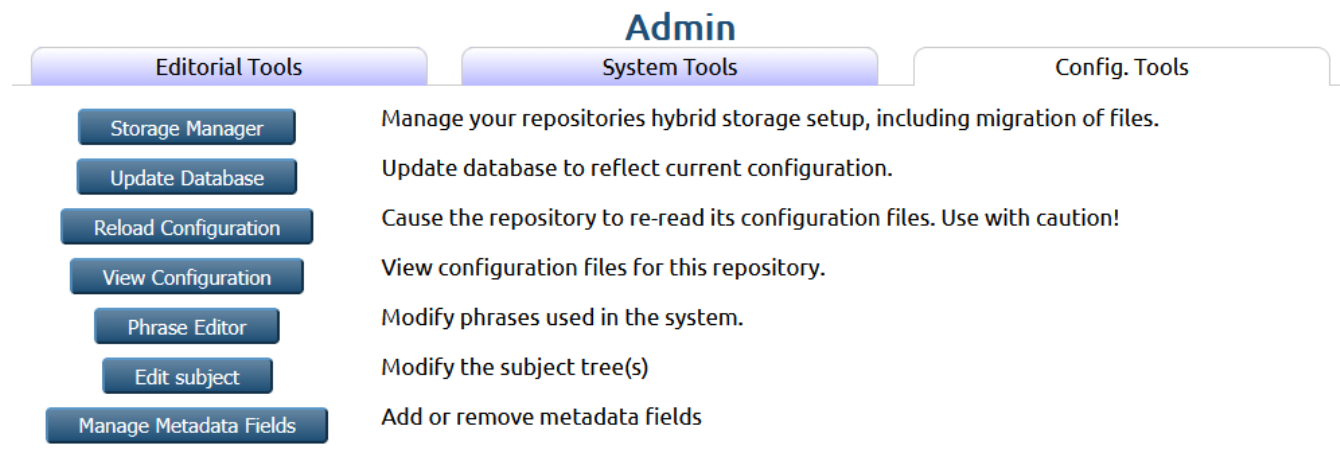 Admin
Editorial Tools System Tools Config. Tools
Storage Manager Manage your repositories hybrid storage setup, including migration of files.
Update Database Update database to reflect current configuration.
Reload Configuration Cause the repository to re-read its configuration files. Use with caution!
View Configuration View configuration files for this repository.
Phrase Editor Modify phrases used in the system.
Edit subject Modify the subject tree(s)
Manage Metadata Fields Add or remove metadata fields